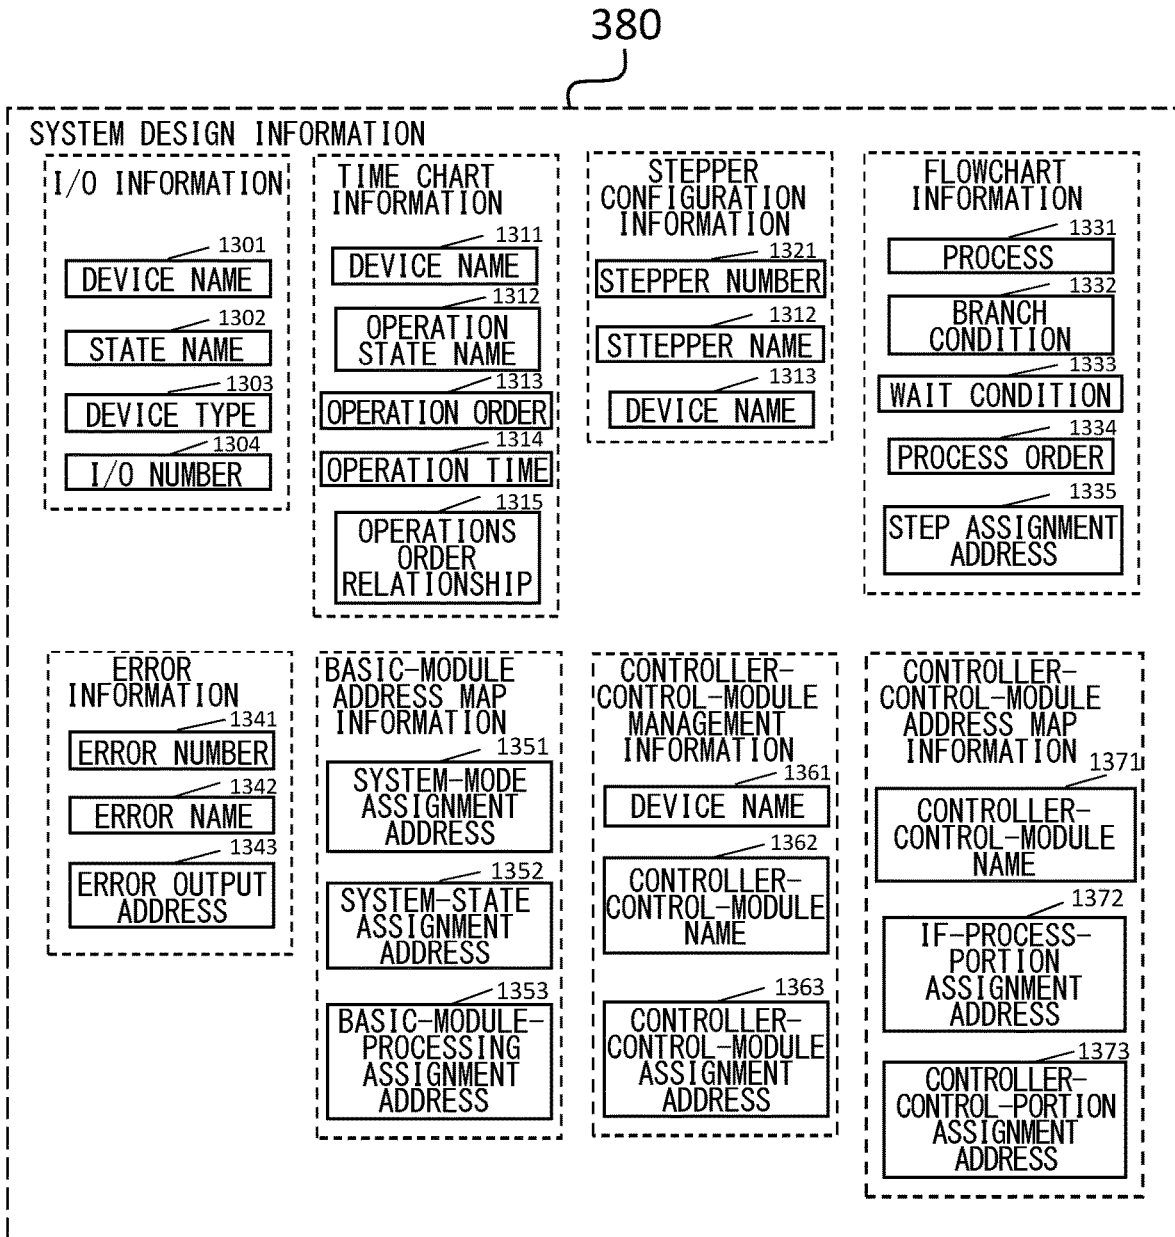 380
SYSTEM DESIGN INFORMATION
I/O INFORMATION
1301
DEVICE NAME
1302
STATE NAME
1303
DEVICE TYPE
1304
I/O NUMBER
TIME CHART
INFORMATION
1311
DEVICE NAME
1312
OPERATION
STATE NAME
1313
OPERATION ORDER
1314
OPERATION TIME
1315
OPERATIONS
ORDER
RELATIONSHIP
STEPPER
CONFIGURATION
INFORMATION
1321
STEPPER NUMBER
1312
STTEPPER NAME
1313
DEVICE NAME
FLOWCHART
INFORMATION
1331
PROCESS
1332
BRANCH
CONDITION
1333
WAIT CONDITION
1334
PROCESS ORDER
1335
STEP ASSIGNMENT
ADDRESS
ERROR
INFORMATION
1341
ERROR NUMBER
1342
ERROR NAME
1343
ERROR OUTPUT
ADDRESS
BASIC-MODULE
ADDRESS MAP
INFORMATION
1351
SYSTEM-MODE
ASSIGNMENT
ADDRESS
1352
SYSTEM-STATE
ASSIGNMENT
ADDRESS
1353
BASIC-MODULE-
PROCESSING
ASSIGNMENT
ADDRESS
CONTROLLER-
CONTROL-MODULE
MANAGEMENT
INFORMATION
1361
DEVICE NAME
1362
CONTROLLER-
CONTROL-MODULE
NAME
1363
CONTROLLER-
CONTROL-MODULE
ASSIGNMENT
ADDRESS
CONTROLLER-
CONTROL-MODULE
ADDRESS MAP
INFORMATION
1371
CONTROLLER-
CONTROL-MODULE
NAME
1372
IF-PROCESS-
PORTION
ASSIGNMENT
ADDRESS
1373
CONTROLLER-
CONTROL-PORTION
ASSIGNMENT
ADDRESS